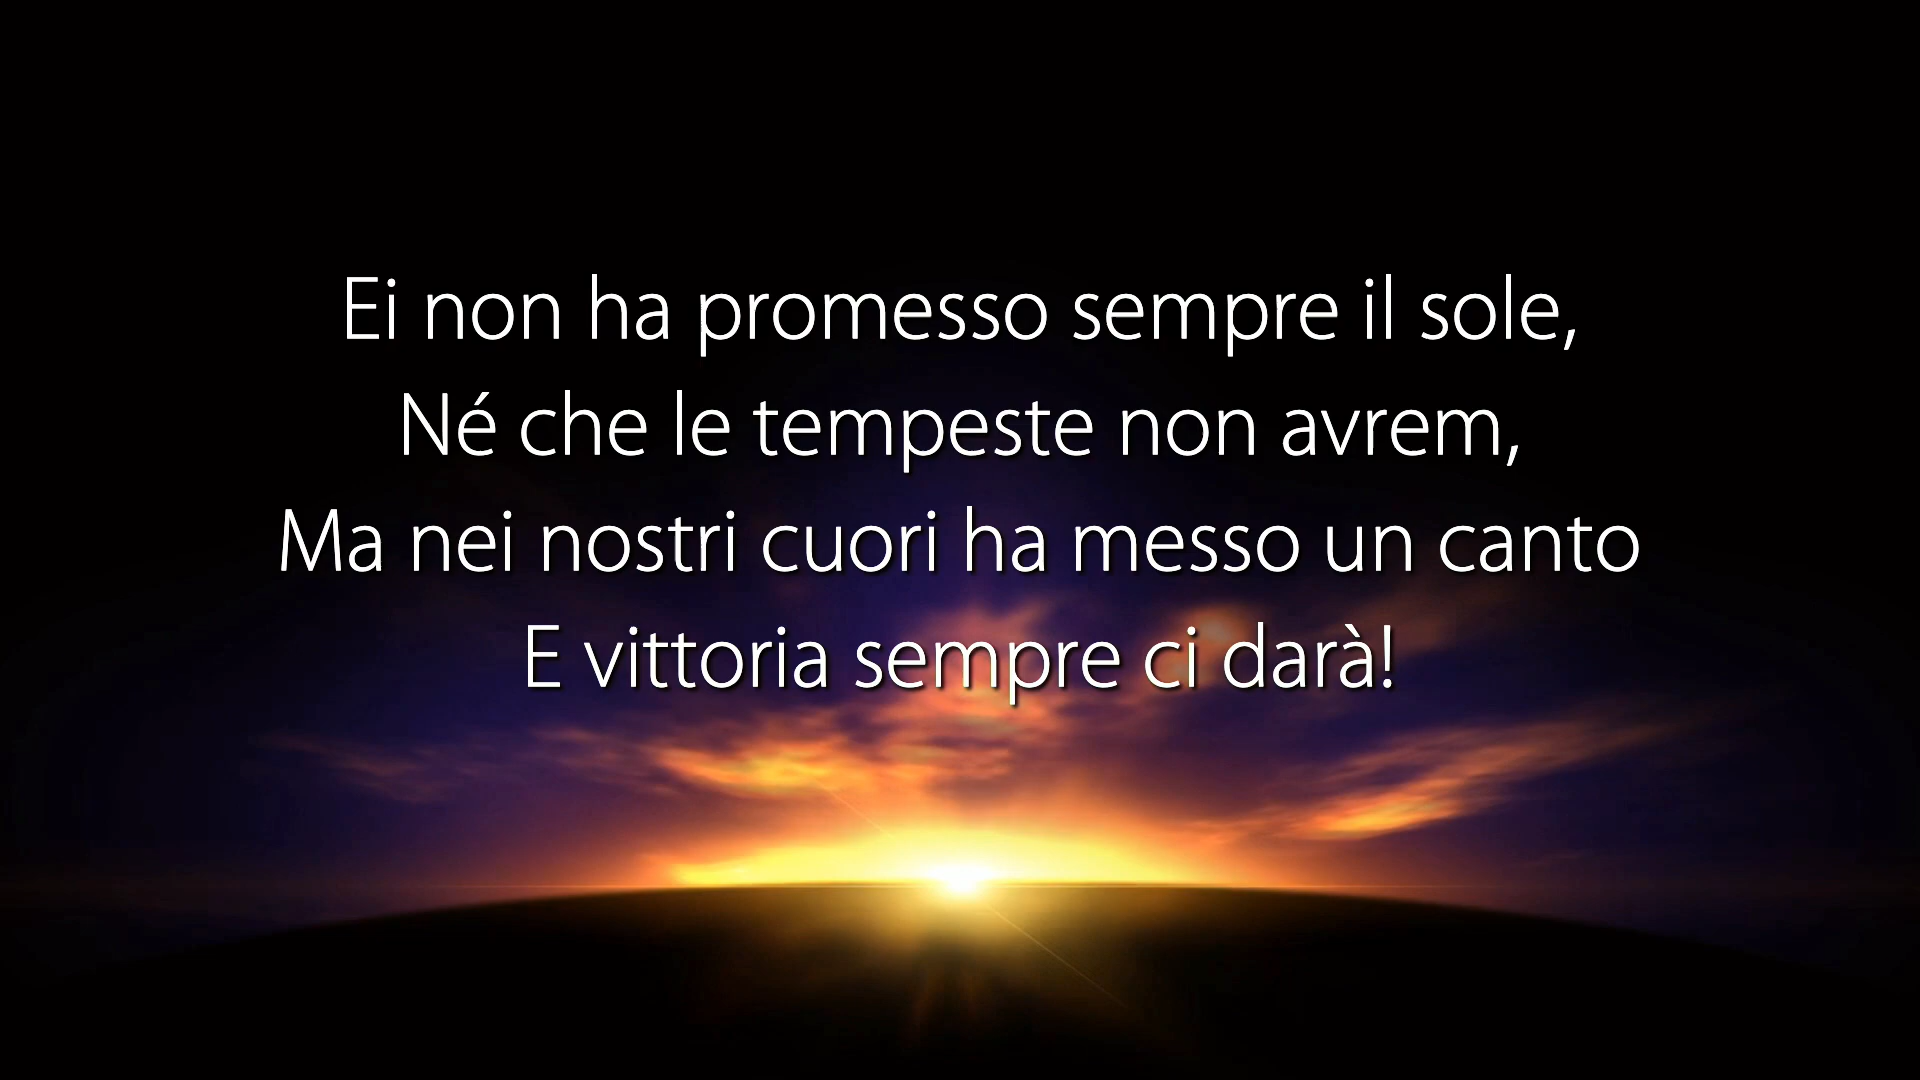 Ei non ha promesso sempre il sole,
Né che le tempeste non avrem,
Ma nei nostri cuori ha messo un canto
E vittoria sempre ci darà!